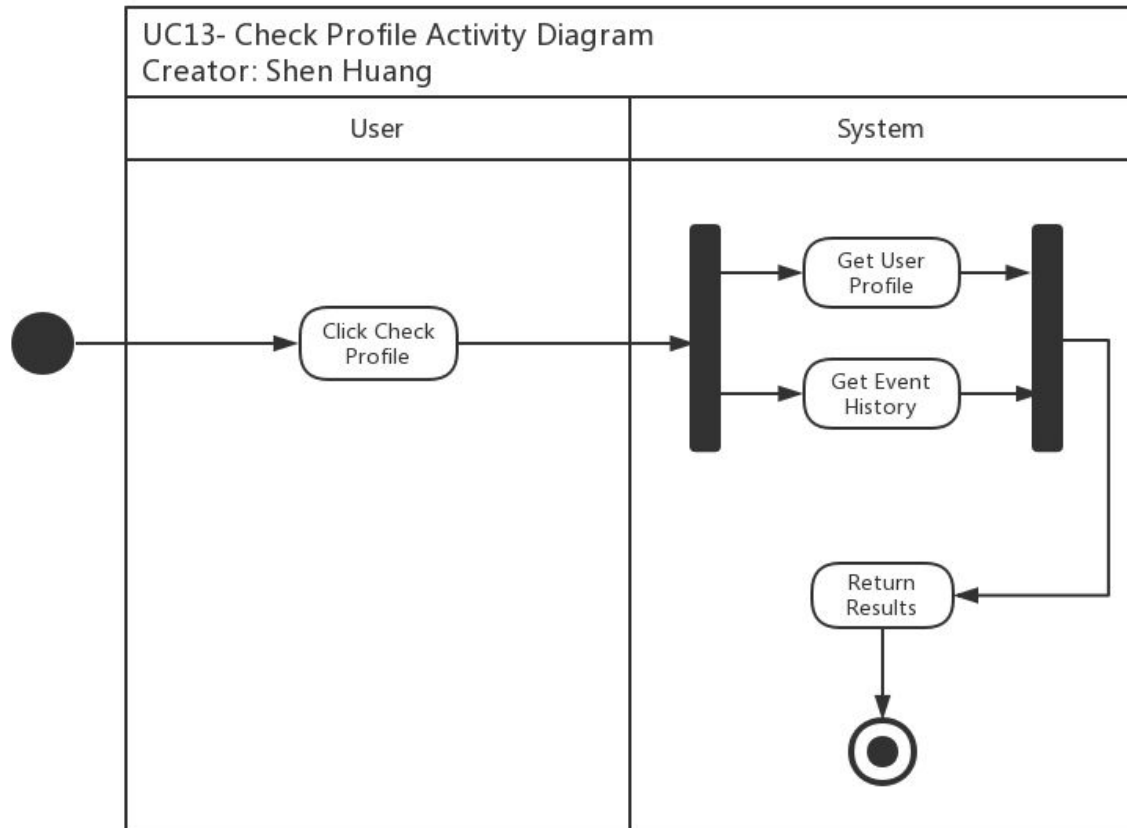 UC13- Check Profile Activity Diagram
Creator: Shen Huang
User
System
Click Check
Profile
Get User
Profile
Get Event
History
Return
Results